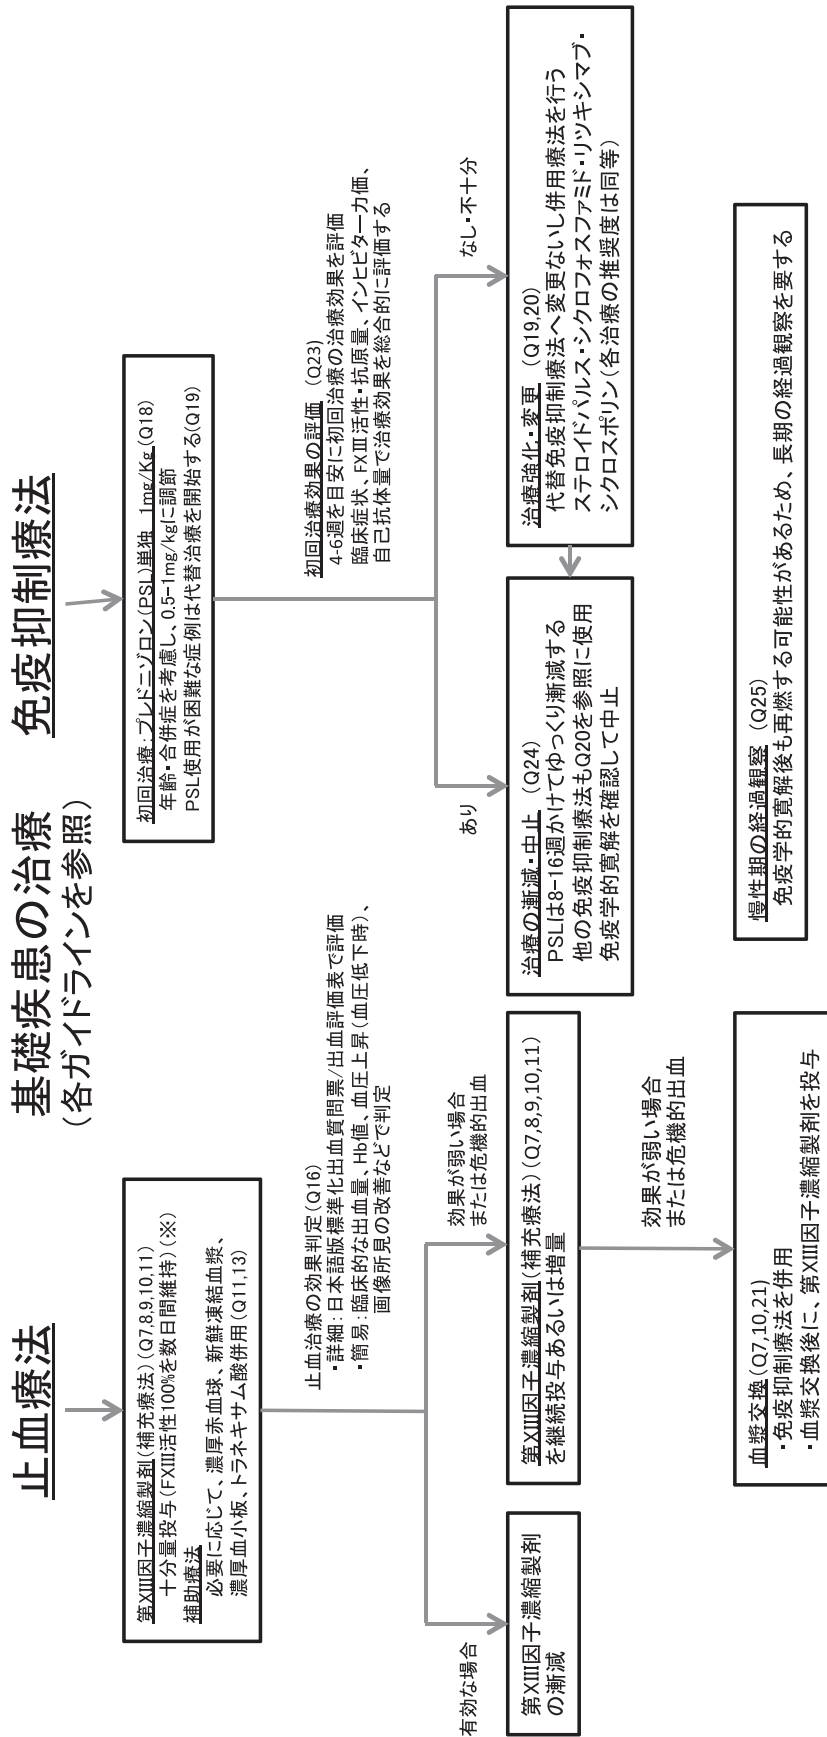 止血療法
基礎疾患の治療
(各ガイドラインを参照)
免疫抑制療法
第XIII因子濃縮製剤(補充療法)(Q7,8,9,10,11)
十分量投与(FXIII活性100%を数日間維持)(※)
補助療法
必要に応じて、濃厚赤血球、新鮮凍結血漿、
濃厚血小板、トラネキサム酸併用(Q11,13)
止血治療の効果判定(Q16)
・詳細:日本語版標準化出血質問票/出血評価表で評価
・簡易:臨床的な出血量、Hb値、血圧上昇(血圧低下時)、
画像所見の改善などで判定
有効な場合
効果が弱い場合
または危機的出血
第XIII因子濃縮製剤
の漸減
第XIII因子濃縮製剤(補充療法)(Q7,8,9,10,11)
を継続投与あるいは増量
効果が弱い場合
または危機的出血
血漿交換(Q7,10,21)
・免疫抑制療法を併用
・血漿交換後に、第XIII因子濃縮製剤を投与
初回治療:プレドニゾロン(PSL)単独 1mg/Kg (Q18)
年齢・合併症を考慮し、0.5-1mg/kgに調節
PSL使用が困難な症例は代替治療を開始する(Q19)
初回治療効果の評価 (Q23)
4-6週を目安に初回治療の治療効果を評価
臨床症状、FXIII活性・抗原量、インヒビター力価、
自己抗体量で治療効果を総合的に評価する
あり
なし・不十分
治療の漸減・中止 (Q24)
PSLは8-16週かけてゆっくり漸減する
他の免疫抑制療法もQ20を参照に使用
免疫学的寛解を確認して中止
治療強化・変更 (Q19,20)
代替免疫抑制療法へ変更ないし併用療法を行う
ステロイドパルス・シクロフォスファミド・リツキシマブ・
シクロスポリン(各治療の推奨度は同等)
慢性期の経過観察 (Q25)
免疫学的寛解後も再燃する可能性があるため、長期の経過観察を要する